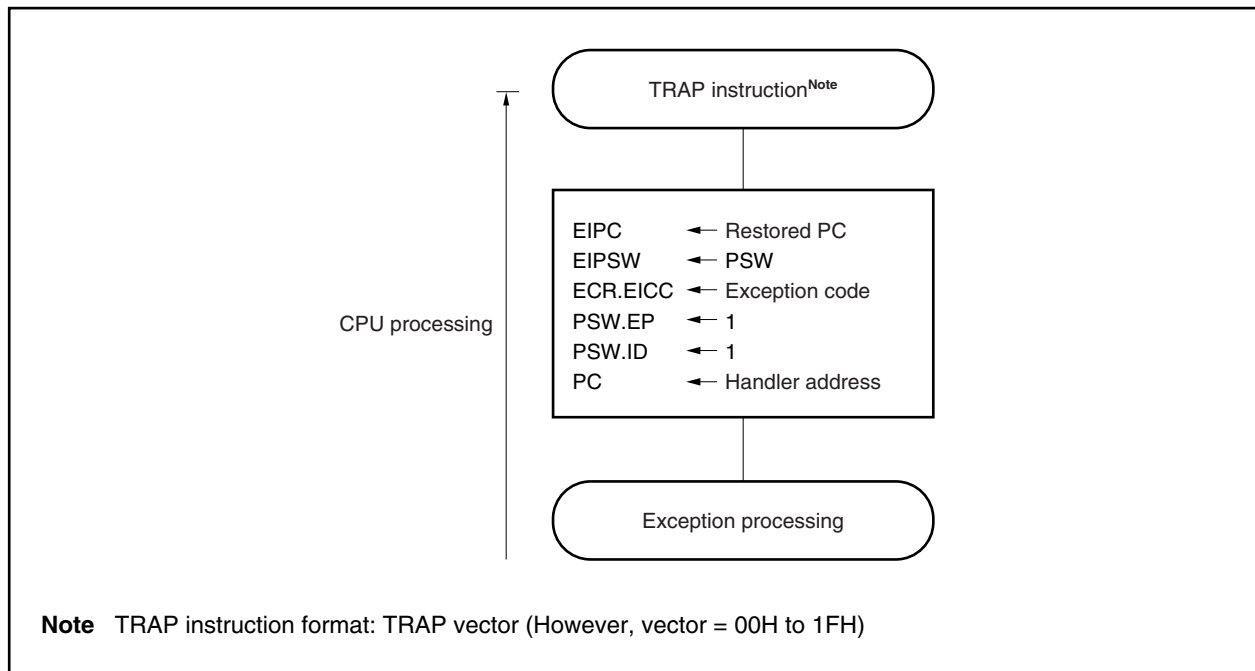 TRAP instructionNote
CPU processing
EIPC ← Restored PC
EIPSW ← PSW
ECR.EICC ← Exception code
PSW.EP ← 1
PSW.ID ← 1
PC ← Handler address
Exception processing
Note TRAP instruction format: TRAP vector (However, vector = 00H to 1FH)